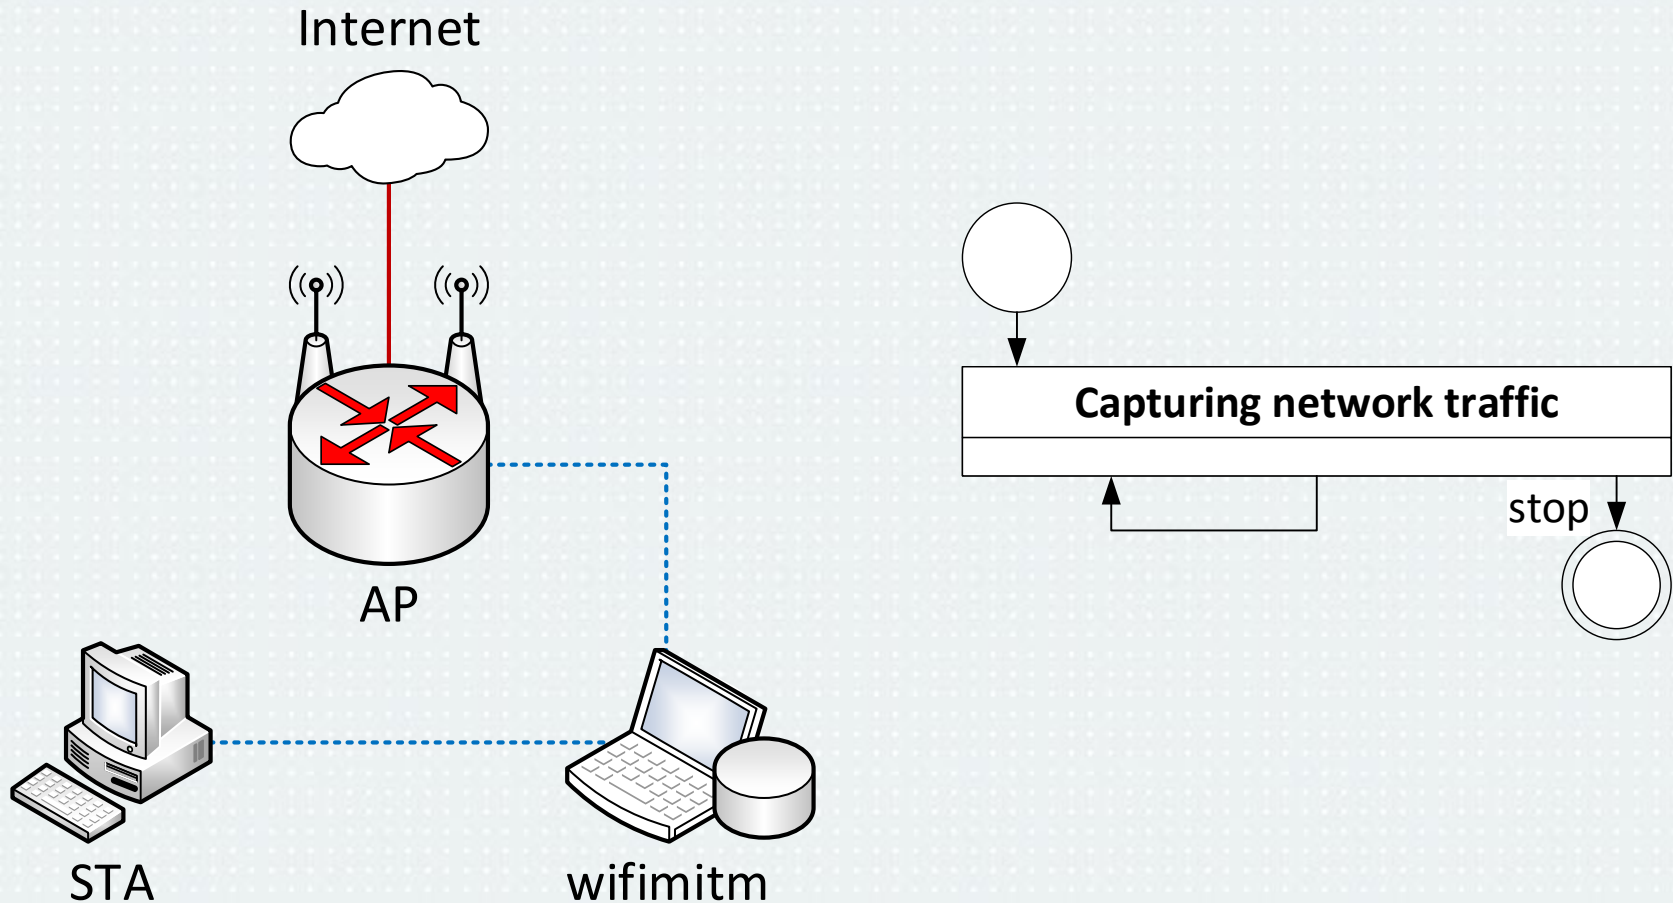 Internet
AP
STA
wifimitm
Capturing network traffic
stop